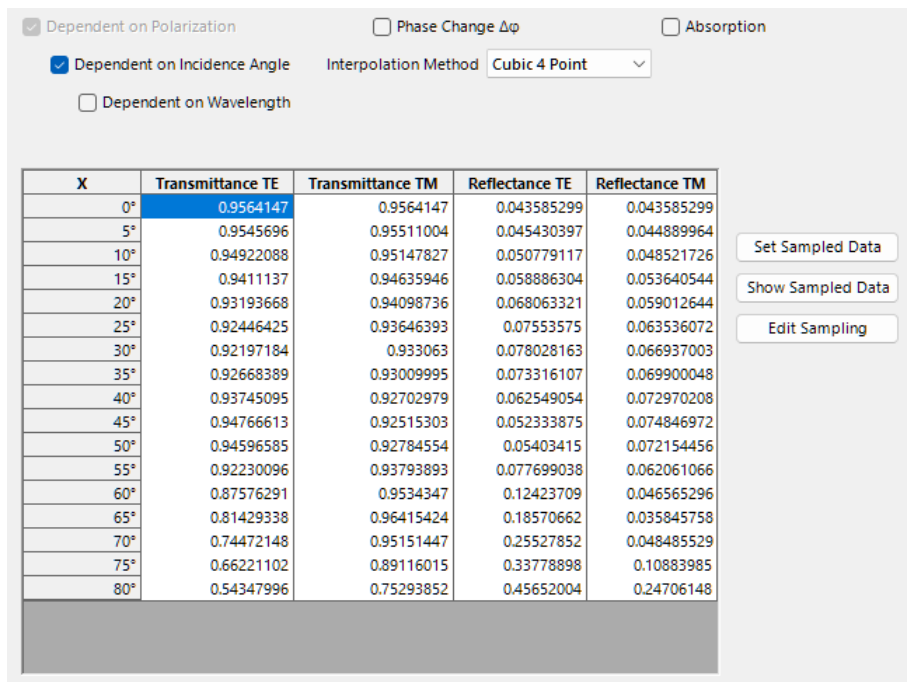 Dependent on Polarization Phase Change Δφ Absorption
Dependent on Incidence Angle Interpolation Method Cubic 4 Point
Dependent on Wavelength
X Transmittance TE Transmittance TM Reflectance TE Reflectance TM
0° 0.9564147 0.9564147 0.043585299 0.043585299
5° 0.9545696 0.95511004 0.045430397 0.044889964
10° 0.94922088 0.95147827 0.050779117 0.048521726
15° 0.9411137 0.94635946 0.058886304 0.053640544
20° 0.93193668 0.94098736 0.068063321 0.059012644
25° 0.92446425 0.93646393 0.07553575 0.063536072
30° 0.92197184 0.933063 0.078028163 0.066937003
35° 0.92668389 0.93009995 0.073316107 0.069900048
40° 0.93745095 0.92702979 0.062549054 0.072970208
45° 0.94766613 0.92515303 0.052333875 0.074846972
50° 0.94596585 0.92784554 0.05403415 0.072154456
55° 0.92230096 0.93793893 0.077699038 0.062061066
60° 0.87576291 0.9534347 0.12423709 0.046565296
65° 0.81429338 0.96415424 0.18570662 0.035845758
70° 0.74472148 0.95151447 0.25527852 0.048485529
75° 0.66221102 0.89116015 0.33778898 0.10883985
80° 0.54347996 0.75293852 0.45652004 0.24706148
Set Sampled Data
Show Sampled Data
Edit Sampling